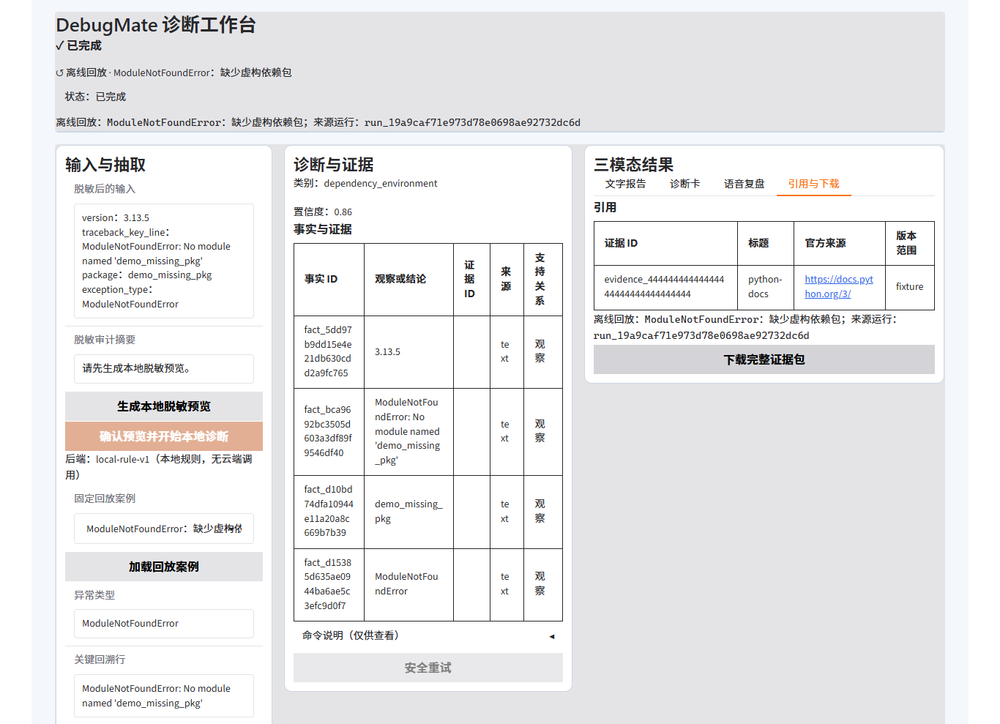 DebugMate 诊断工作台
✓ 已完成
↺ 离线回放 · ModuleNotFoundError：缺少虚构依赖包
状态：已完成
离线回放：ModuleNotFoundError：缺少虚构依赖包；来源运行：run_19a9caf71e973d78e0698ae92732dc6d
输入与抽取
脱敏后的输入
version：3.13.5
traceback_key_line：
ModuleNotFoundError: No module
named 'demo_missing_pkg'
package：demo_missing_pkg
exception_type：
ModuleNotFoundError
脱敏审计摘要
请先生成本地脱敏预览。
生成本地脱敏预览
确认预览并开始本地诊断
后端：local-rule-v1（本地规则，无云端调
用）
固定回放案例
ModuleNotFoundError：缺少虚构依
加载回放案例
异常类型
ModuleNotFoundError
关键回溯行
ModuleNotFoundError: No module
named 'demo_missing_pkg'
诊断与证据
类别：dependency_environment
置信度：0.86
事实与证据
事实 ID
观察或结论
证
据
ID
来
源
支
持
关
系
fact_5dd97
b9dd15e4e
21db630cd
d2a9fc765
3.13.5
te
xt
观
察
fact_bca96
92bc3505d
603a3df89f
9546df40
ModuleNotFou
ndError: No
module named
'demo_missing
_pkg'
te
xt
观
察
fact_d10bd
74dfa10944
e11a20a8c
669b7b39
demo_missing_
pkg
te
xt
观
察
fact_d1538
5d635ae09
44ba6ae5c
3efc9d0f7
ModuleNotFou
ndError
te
xt
观
察
命令说明（仅供查看）
安全重试
三模态结果
文字报告
诊断卡
语音复盘
引用与下载
引用
证据 ID
标题
官方来源
版本
范围
evidence_444444444444444
44444444444444444
python-
docs
https://docs.pyt
hon.org/3/
fixture
离线回放：ModuleNotFoundError：缺少虚构依赖包；来源运行：
run_19a9caf71e973d78e0698ae92732dc6d
下载完整证据包